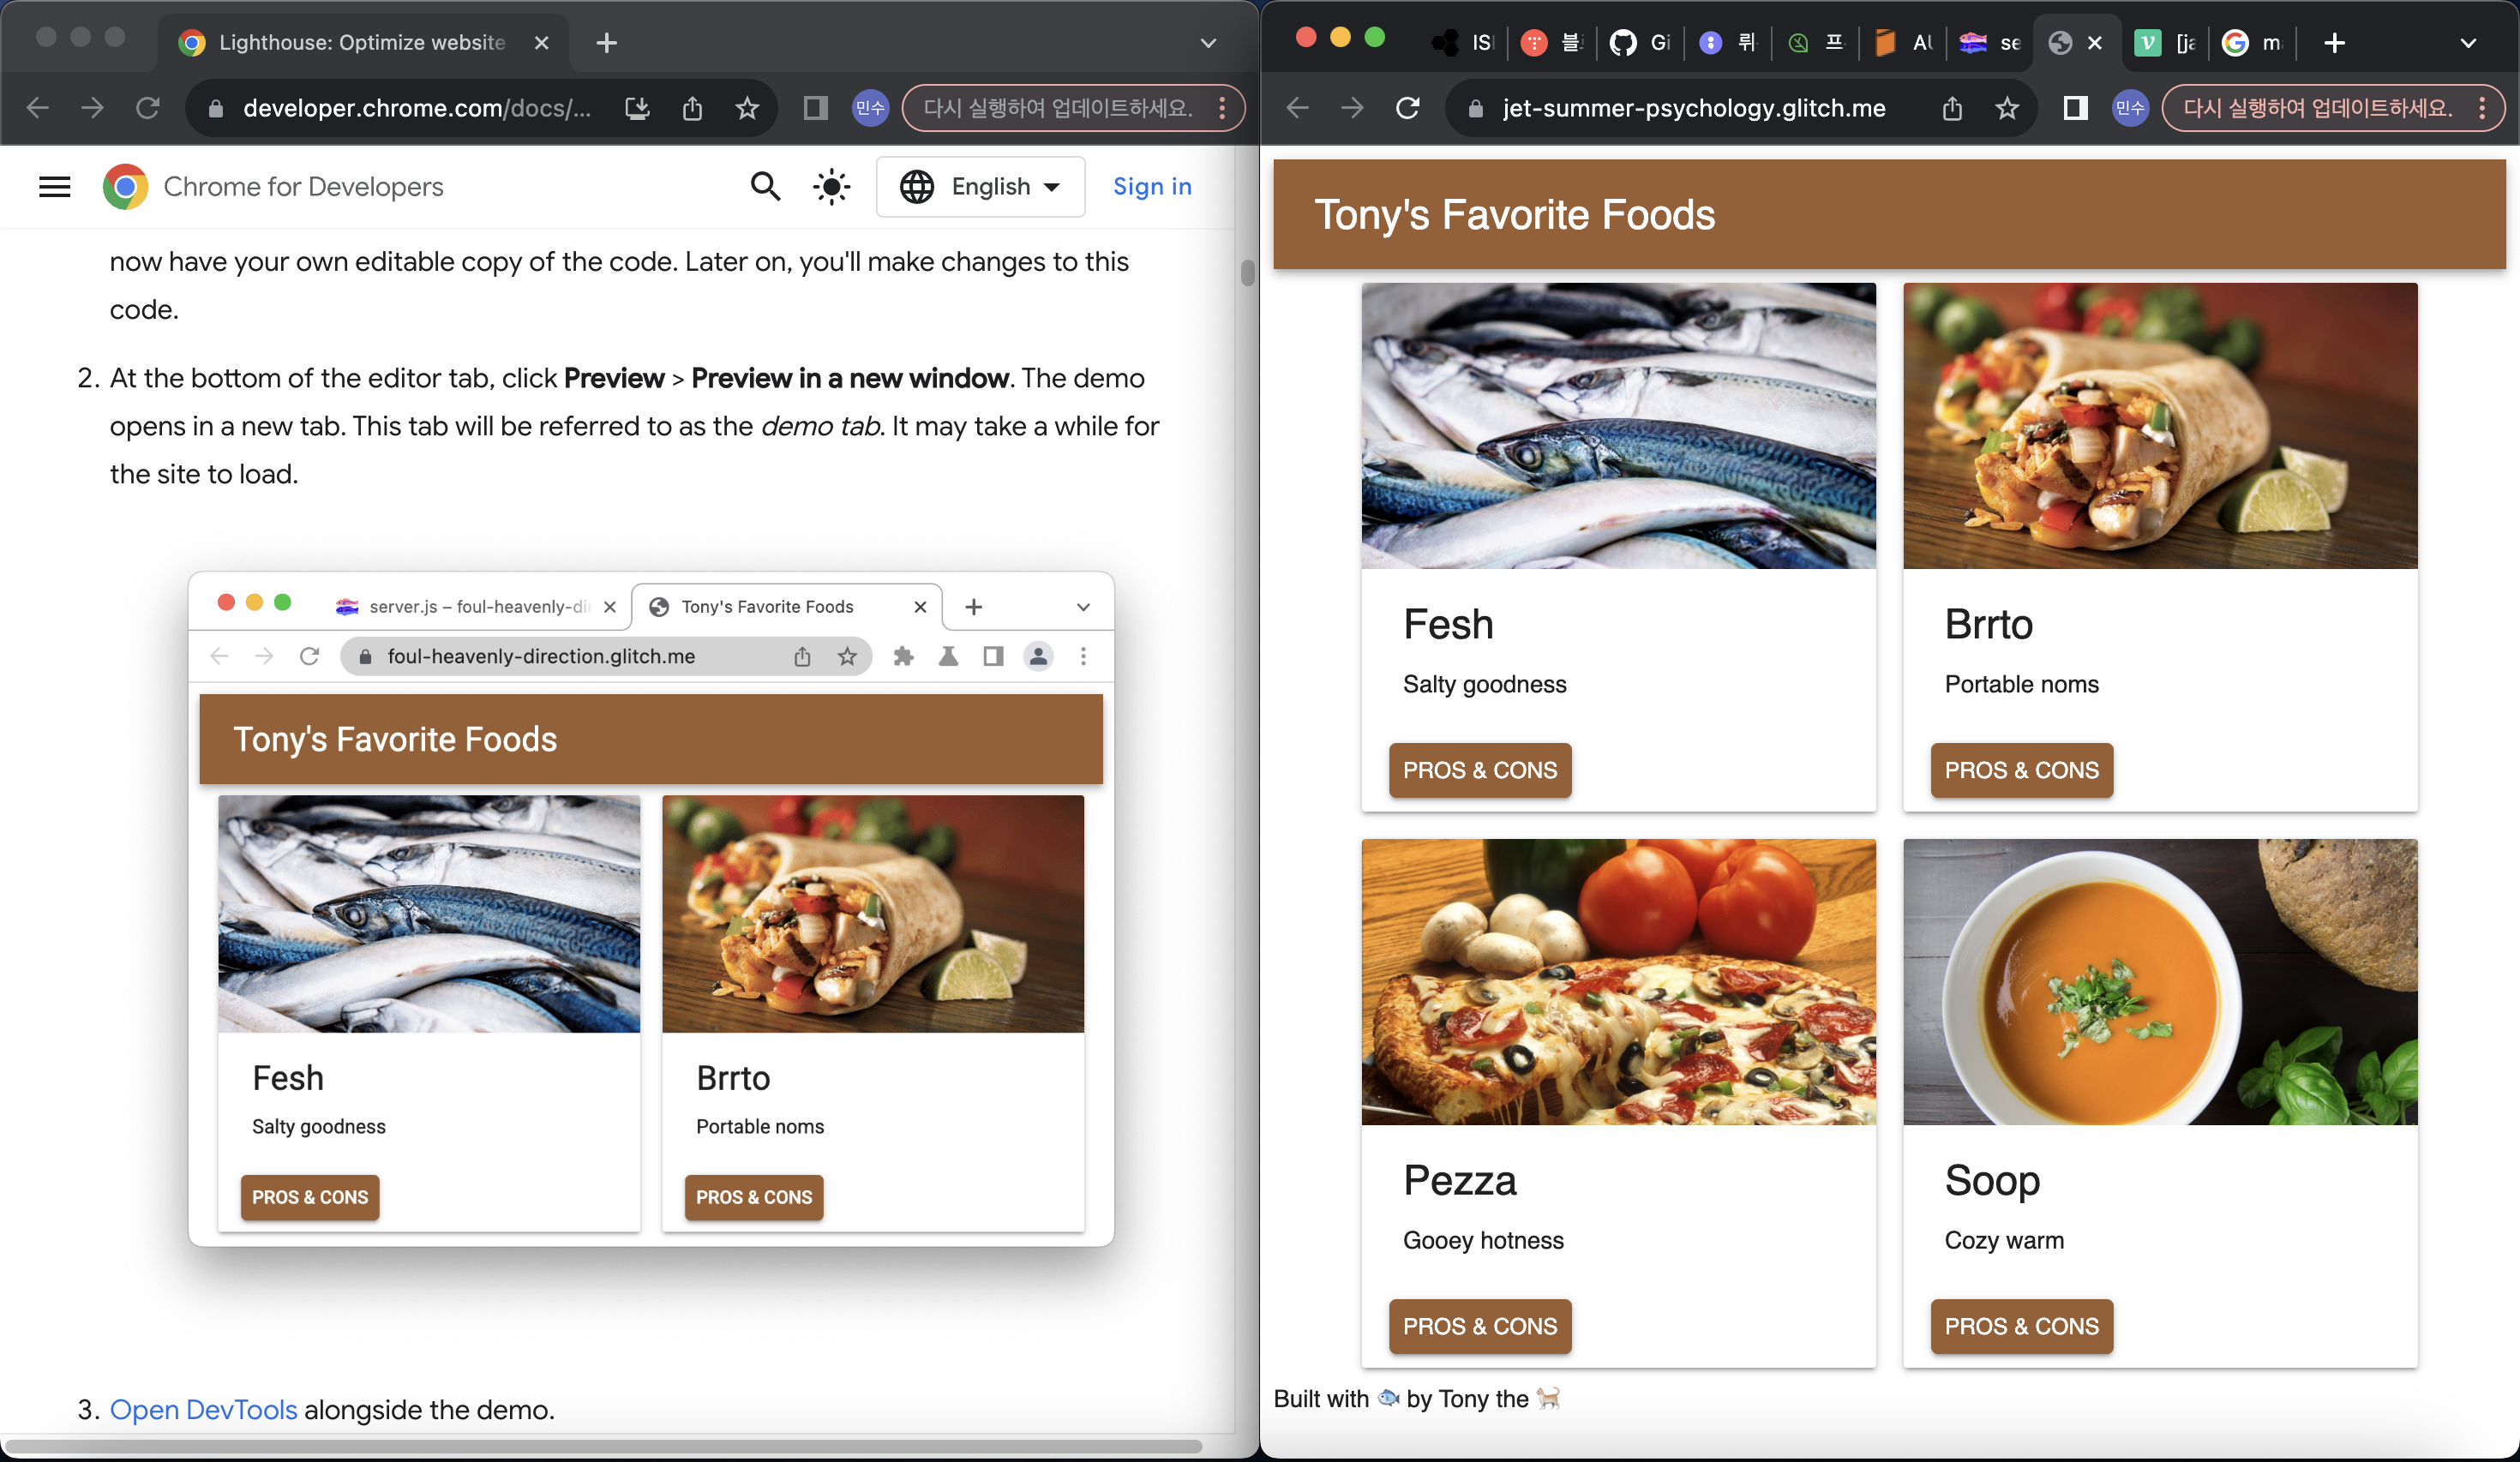 Lighthouse: Optimize website
developer.chrome.com/docs/...
민수
다시 실행하여 업데이트하세요.
Chrome for Developers
English
Sign in
now have your own editable copy of the code. Later on, you'll make changes to this
code.
2. At the bottom of the editor tab, click Preview > Preview in a new window. The demo
opens in a new tab. This tab will be referred to as the demo tab. It may take a while for
the site to load.
server.js – foul-heavenly-di
Tony's Favorite Foods
foul-heavenly-direction.glitch.me
Tony's Favorite Foods
Fesh
Salty goodness
PROS & CONS
Brrto
Portable noms
PROS & CONS
3. Open DevTools alongside the demo.
IS
블
Gi
뤼
프
se
[ja
m
jet-summer-psychology.glitch.me
민수
다시 실행하여 업데이트하세요.
Tony's Favorite Foods
Fesh
Salty goodness
PROS & CONS
Brrto
Portable noms
PROS & CONS
Pezza
Gooey hotness
PROS & CONS
Soop
Cozy warm
PROS & CONS
Built with 🐟 by Tony the 🐈